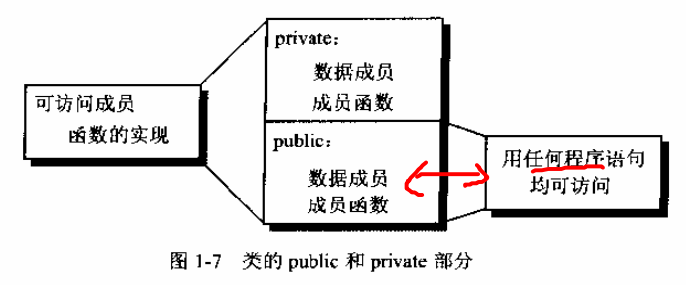 private:
数据成员
成员函数
可访问成员
函数的实现
public:
数据成员
成员函数
用任何程序语句
均可访问
图 1-7 类的 public 和 private 部分